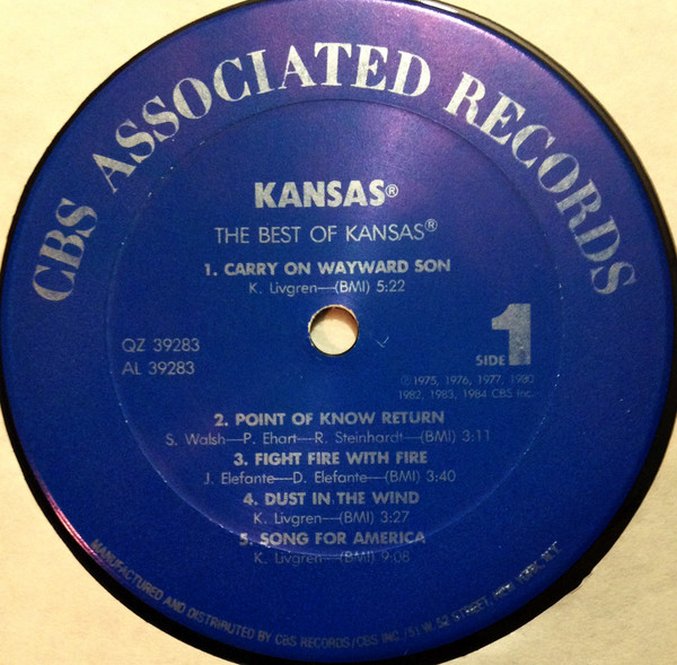 CBS ASSOCIATED RECORDS
KANSAS®
THE BEST OF KANSAS®
1. CARRY ON WAYWARD SON
K. Livgren—(BMI) 5:22
QZ 39283
AL 39283
SIDE 1
℗1975, 1976, 1977, 1980
1982, 1983, 1984 CBS Inc.
2. POINT OF KNOW RETURN
S. Walsh—P. Ehart—R. Steinhardt—(BMI) 3:11
3. FIGHT FIRE WITH FIRE
J. Elefante—D. Elefante—(BMI) 3:40
4. DUST IN THE WIND
K. Livgren—(BMI) 3:27
5. SONG FOR AMERICA
K. Livgren—(BMI) 9:08
MANUFACTURED AND DISTRIBUTED BY CBS RECORDS/CBS INC./51 W. 52 STREET, NEW YORK, N.Y.